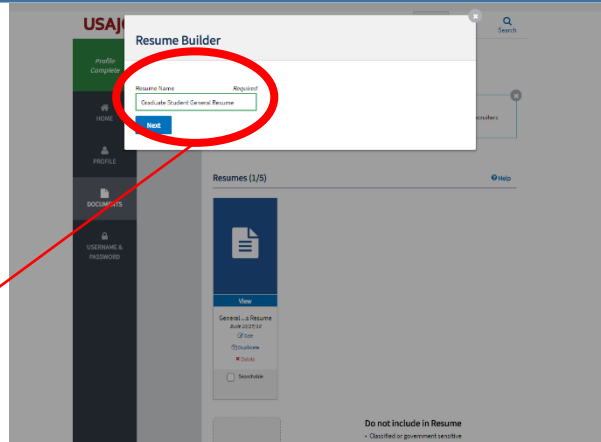 USAJ
Search
Resume Builder
Profile
Complete
Resume Name
Required
Graduate Student General Resume
Next
HOME
ecruiters
PROFILE
Resumes (1/5)
Help
DOCUMENTS
USERNAME &
PASSWORD
View
General ...a Resume
Edit
Duplicate
Delete
Searchable
Do not include in Resume
• Classified or government sensitive